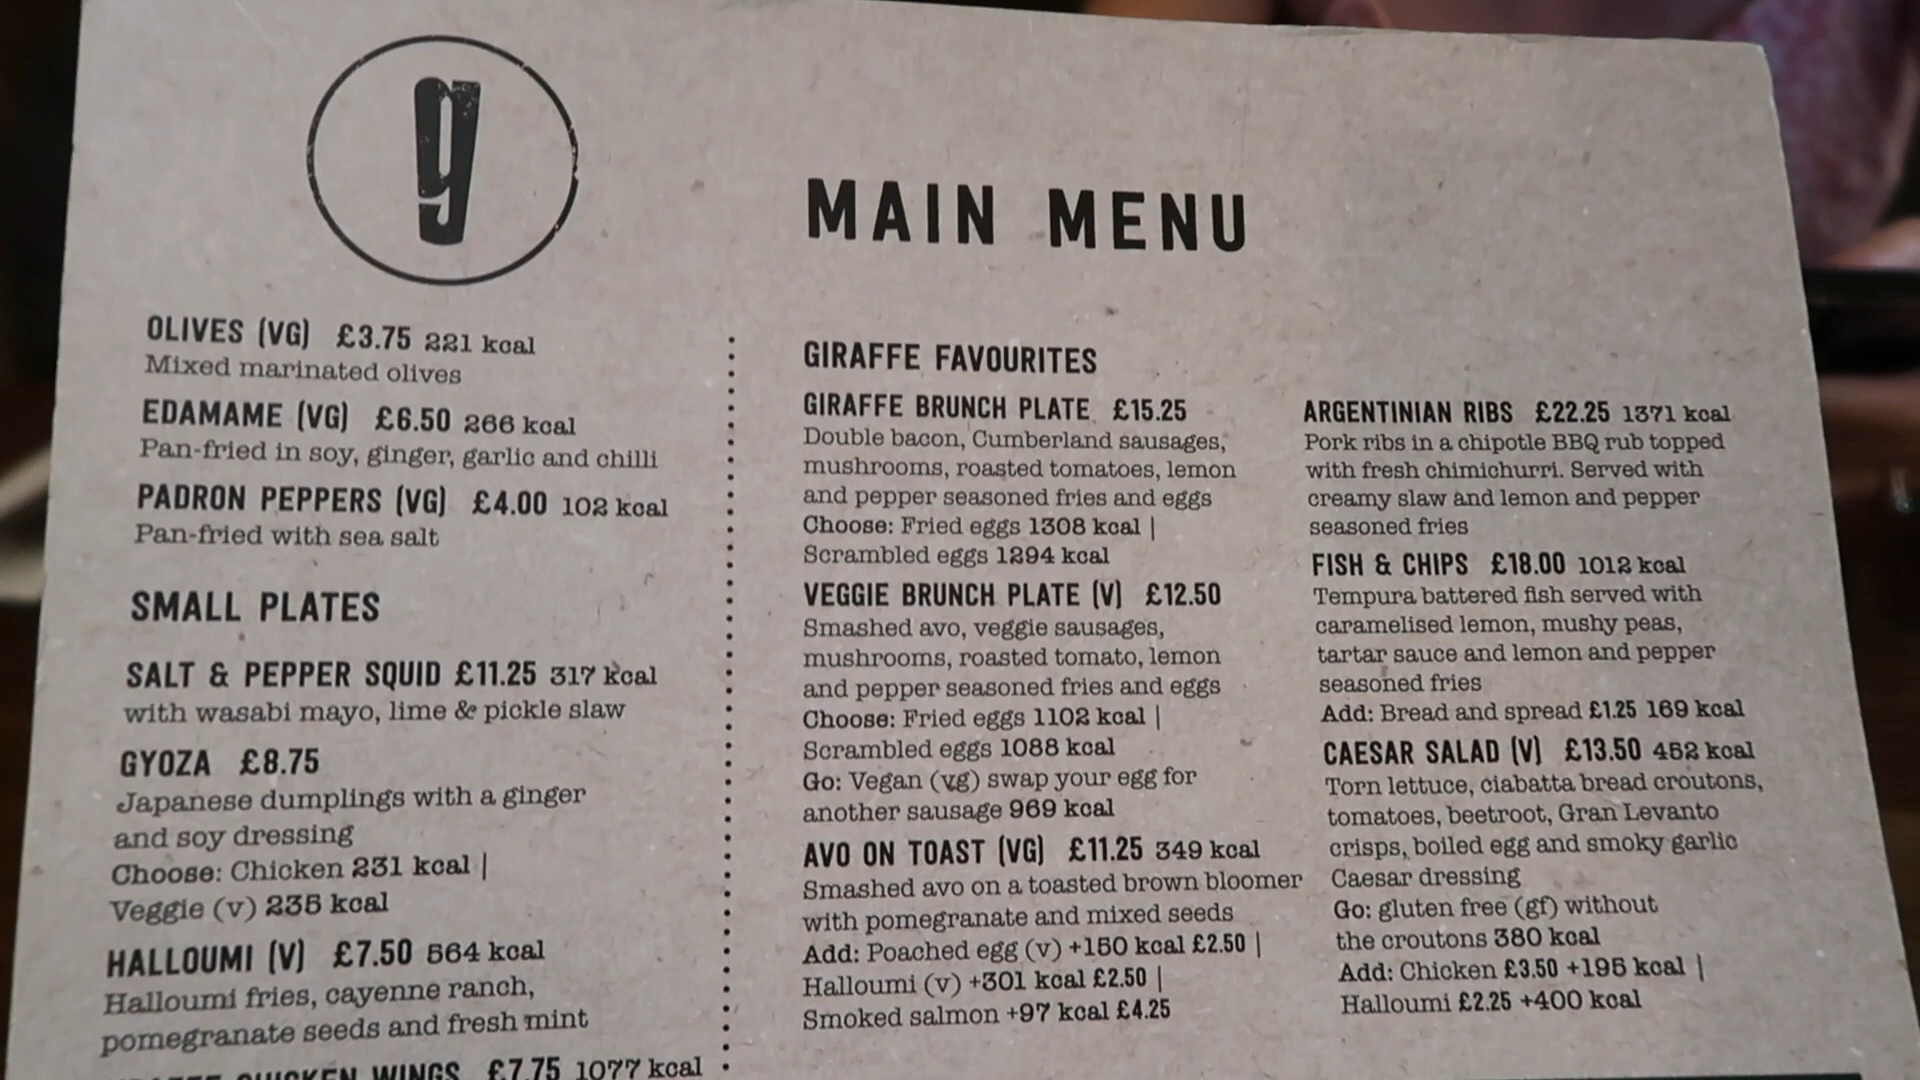 g
MAIN MENU
OLIVES (VG) £3.75 221 kcal
Mixed marinated olives
EDAMAME (VG) £6.50 266 kcal
Pan-fried in soy, ginger, garlic and chilli
PADRON PEPPERS (VG) £4.00 102 kcal
Pan-fried with sea salt
SMALL PLATES
SALT & PEPPER SQUID £11.25 317 kcal
with wasabi mayo, lime & pickle slaw
GYOZA £8.75
Japanese dumplings with a ginger
and soy dressing
Choose: Chicken 231 kcal |
Veggie (v) 235 kcal
HALLOUMI (V) £7.50 564 kcal
Halloumi fries, cayenne ranch,
pomegranate seeds and fresh mint
CHICKEN WINGS £7.75 1077 kcal
GIRAFFE FAVOURITES
GIRAFFE BRUNCH PLATE £15.25
Double bacon, Cumberland sausages,
mushrooms, roasted tomatoes, lemon
and pepper seasoned fries and eggs
Choose: Fried eggs 1308 kcal |
Scrambled eggs 1294 kcal
VEGGIE BRUNCH PLATE (V) £12.50
Smashed avo, veggie sausages,
mushrooms, roasted tomato, lemon
and pepper seasoned fries and eggs
Choose: Fried eggs 1102 kcal |
Scrambled eggs 1088 kcal
Go: Vegan (vg) swap your egg for
another sausage 969 kcal
AVO ON TOAST (VG) £11.25 349 kcal
Smashed avo on a toasted brown bloomer
with pomegranate and mixed seeds
Add: Poached egg (v) +150 kcal £2.50 |
Halloumi (v) +301 kcal £2.50 |
Smoked salmon +97 kcal £4.25
ARGENTINIAN RIBS £22.25 1371 kcal
Pork ribs in a chipotle BBQ rub topped
with fresh chimichurri. Served with
creamy slaw and lemon and pepper
seasoned fries
FISH & CHIPS £18.00 1012 kcal
Tempura battered fish served with
caramelised lemon, mushy peas,
tartar sauce and lemon and pepper
seasoned fries
Add: Bread and spread £1.25 169 kcal
CAESAR SALAD (V) £13.50 452 kcal
Torn lettuce, ciabatta bread croutons,
tomatoes, beetroot, Gran Levanto
crisps, boiled egg and smoky garlic
Caesar dressing
Go: gluten free (gf) without
the croutons 380 kcal
Add: Chicken £3.50 +195 kcal |
Halloumi £2.25 +400 kcal